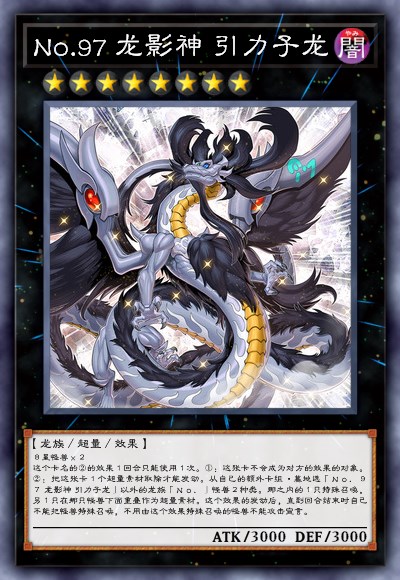 No.97 龙影神 引力子龙
やみ
闇
97
【龙族/超量/效果】
8星怪兽×2
这个卡名的②的效果1回合只能使用1次。①：这张卡不会成为对方的效果的对象。
②：把这张卡1个超量素材取除才能发动。从自己的额外卡组·墓地选「No. 9
7 龙影神 引力子龙」以外的龙族「No.」怪兽2种类，那之内的1只特殊召唤，
另1只在那只怪兽下面重叠作为超量素材。这个效果的发动后，直到回合结束时自己
不能把怪兽特殊召唤，不用由这个效果特殊召唤的怪兽不能攻击宣言。
ATK/3000 DEF/3000